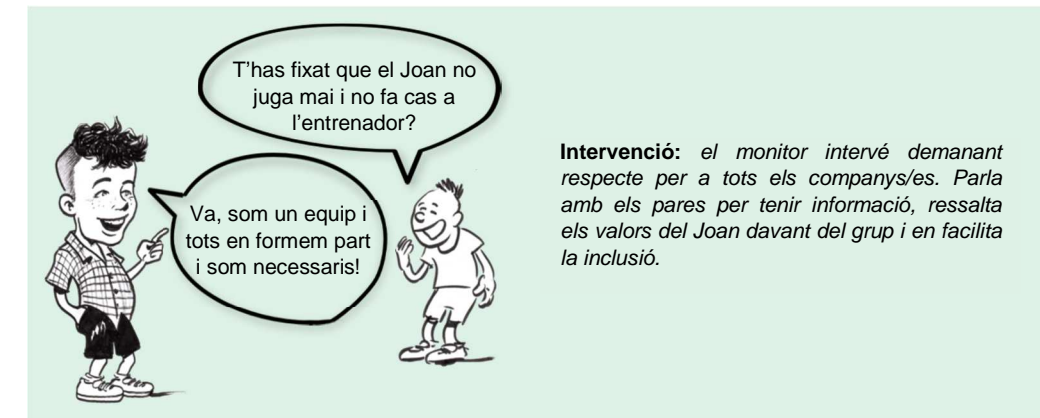 T'has fixat que el Joan no
juga mai i no fa cas a
l'entrenador?
Va, som un equip i
tots en formem part
i som necessaris!
Intervenció: el monitor intervé demanant
respecte per a tots els companys/es. Parla
amb els pares per tenir informació, ressalta
els valors del Joan davant del grup i en facilita
la inclusió.